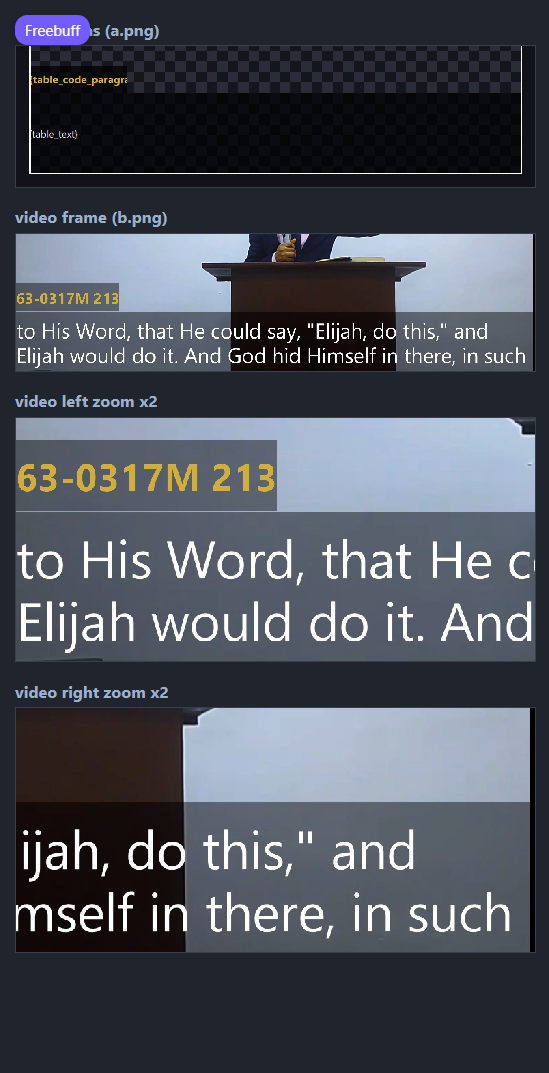 Freebuff
s (a.png)
{table_code_paragra
{table_text}
video frame (b.png)
63-0317M 213
to His Word, that He could say, "Elijah, do this," and
Elijah would do it. And God hid Himself in there, in such
video left zoom x2
63-0317M 213
to His Word, that He c
Elijah would do it. And
video right zoom x2
ijah, do this," and
mself in there, in such